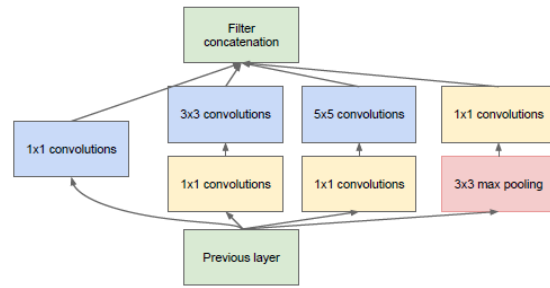 Filter
concatenation
3x3 convolutions
5x5 convolutions
1x1 convolutions
1x1 convolutions
1x1 convolutions
1x1 convolutions
3x3 max pooling
Previous layer